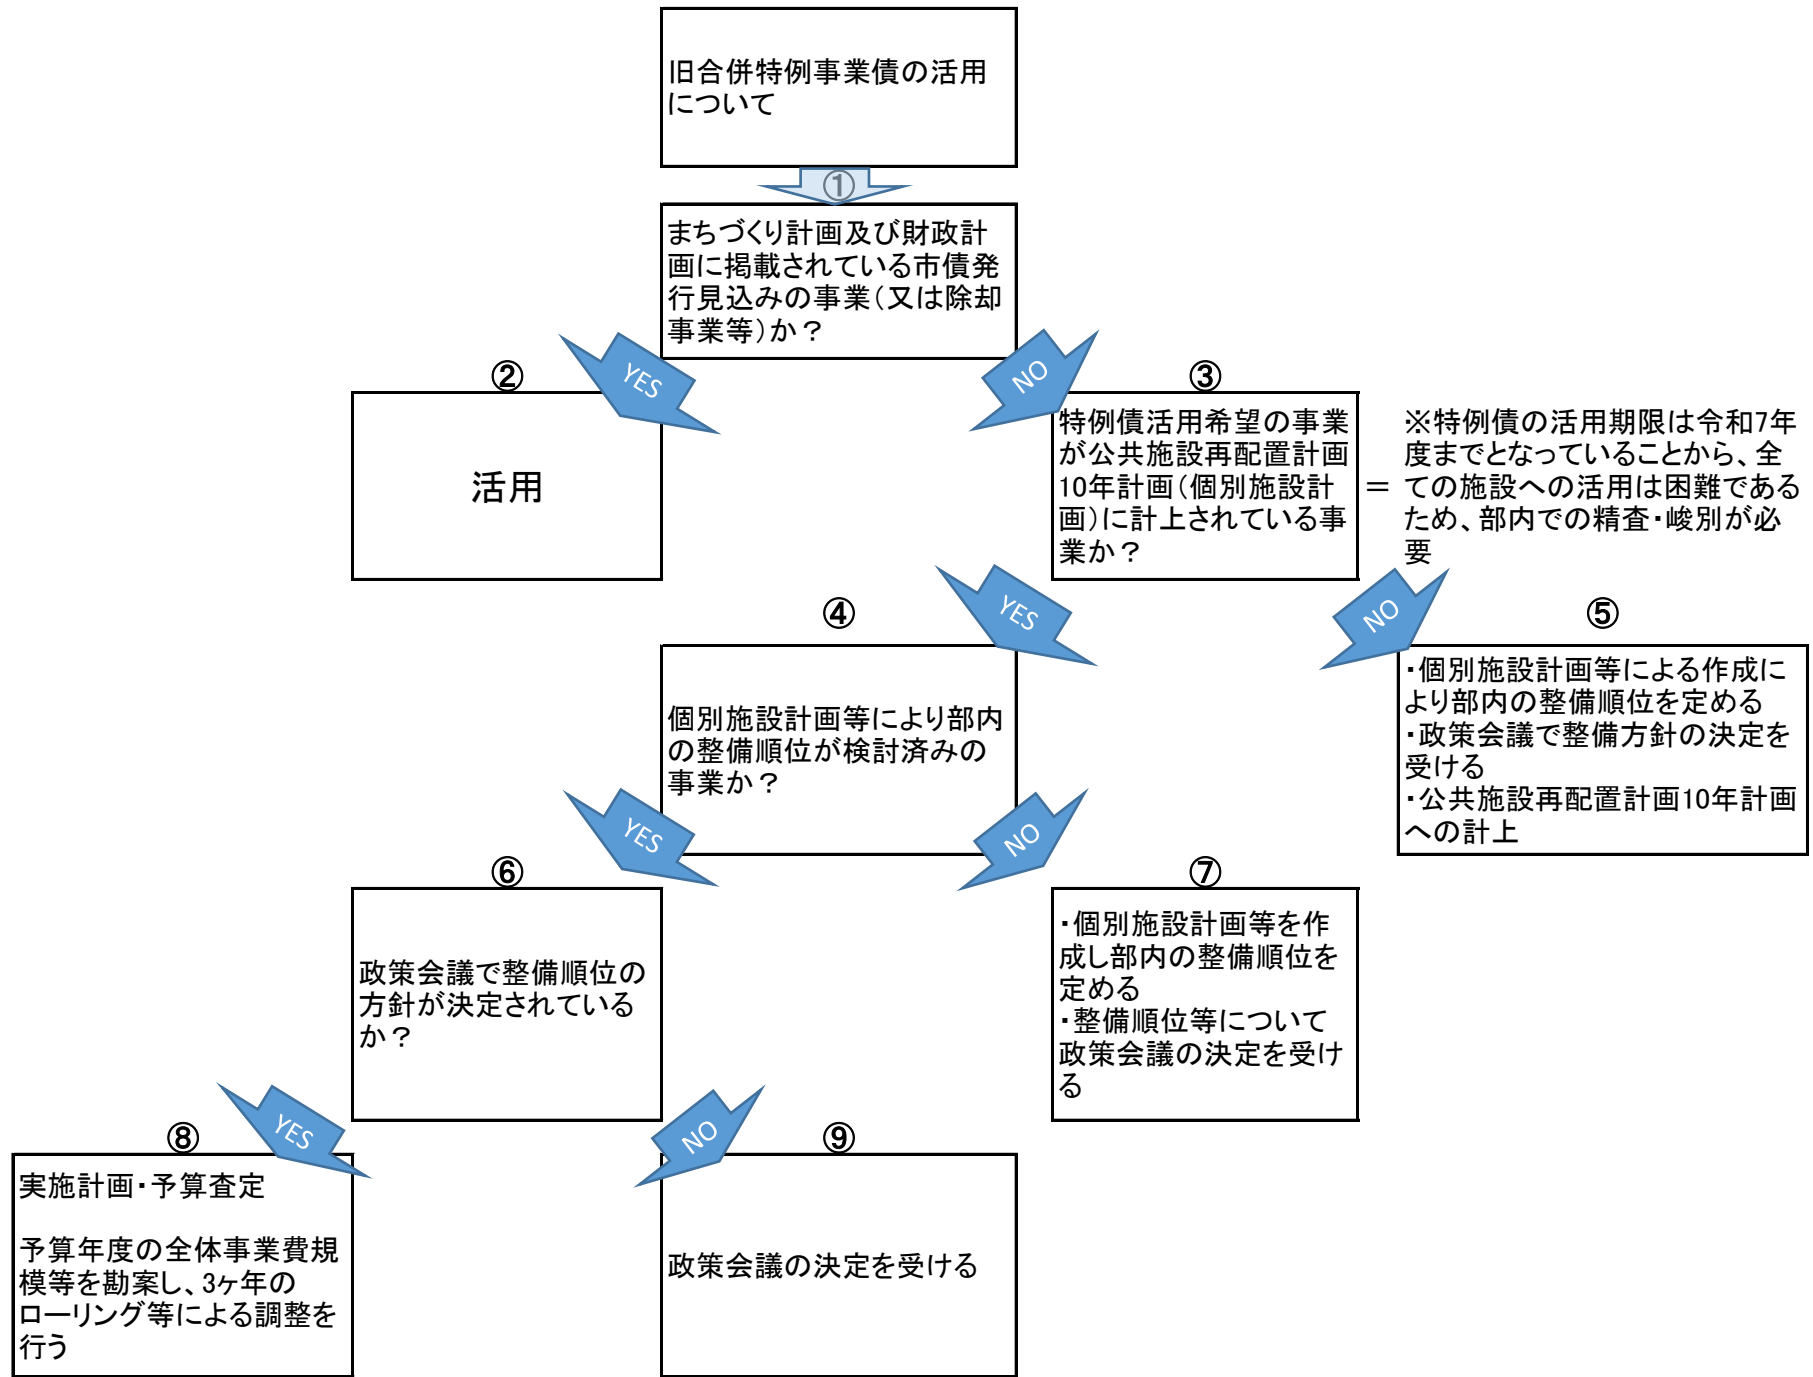 旧合併特例事業債の活用
について
①
まちづくり計画及び財政計
画に掲載されている市債発
行見込みの事業（又は除却
事業等）か？
YES
NO
②
活用
③
特例債活用希望の事業
が公共施設再配置計画
10年計画（個別施設計
画）に計上されている事
業か？
＝
※特例債の活用期限は令和7年
度までとなっていることから、全
ての施設への活用は困難である
ため、部内での精査・峻別が必
要
YES
NO
④
個別施設計画等により部内
の整備順位が検討済みの
事業か？
⑤
・個別施設計画等による作成に
より部内の整備順位を定める
・政策会議で整備方針の決定を
受ける
・公共施設再配置計画10年計画
への計上
YES
NO
⑥
政策会議で整備順位の
方針が決定されている
か？
⑦
・個別施設計画等を作
成し部内の整備順位を
定める
・整備順位等について
政策会議の決定を受け
る
YES
NO
⑧
実施計画・予算査定
予算年度の全体事業費規
模等を勘案し、3ヶ年の
ローリング等による調整を
行う
⑨
政策会議の決定を受ける